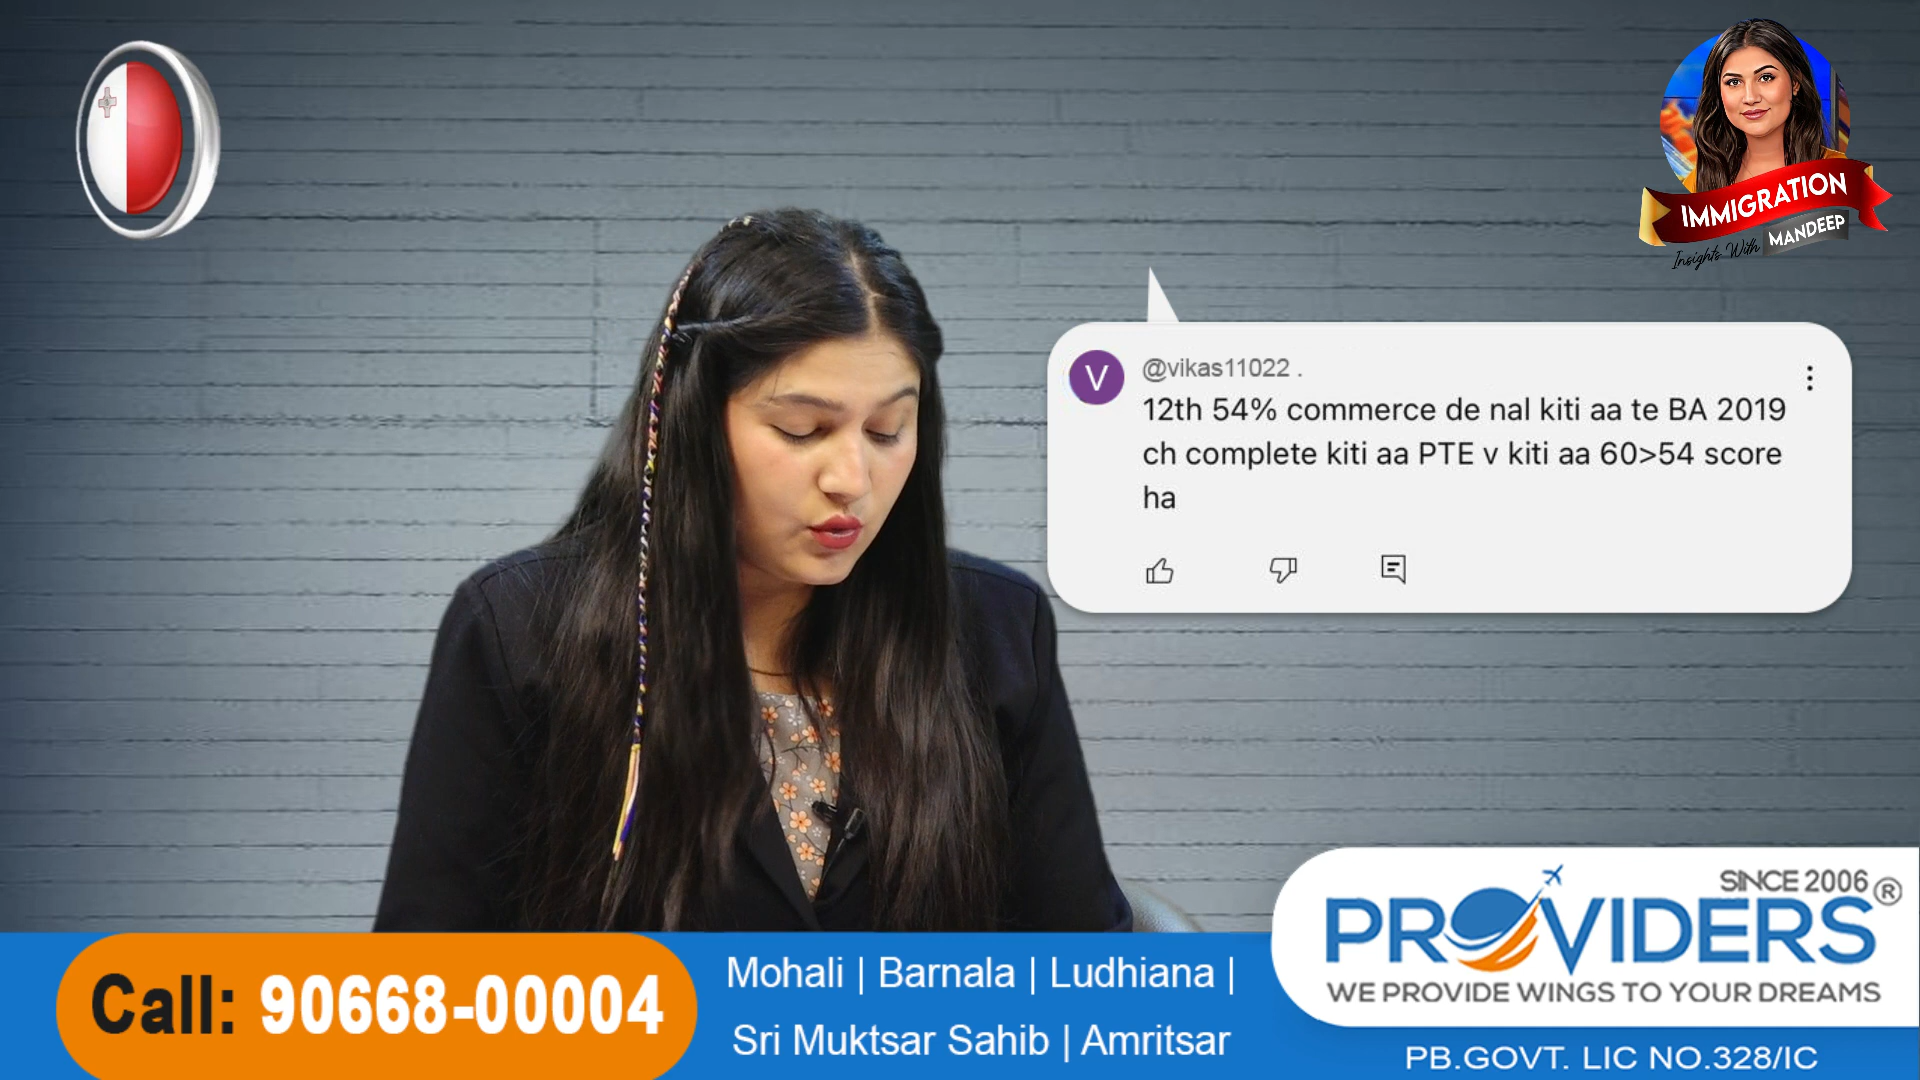 IMMIGRATION
Insights With MANDEEP
V
@vikas11022 .
12th 54% commerce de nal kiti aa te BA 2019
ch complete kiti aa PTE v kiti aa 60>54 score
ha
SINCE 2006 ®
PROVIDERS
WE PROVIDE WINGS TO YOUR DREAMS
Call: 90668-00004
Mohali | Barnala | Ludhiana |
Sri Muktsar Sahib | Amritsar
PB.GOVT. LIC NO.328/IC